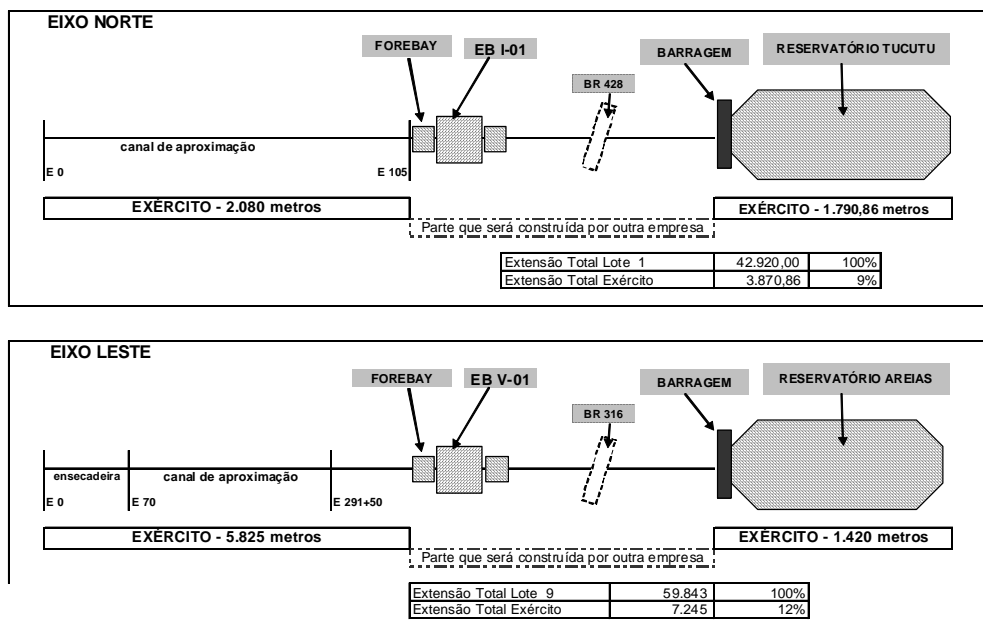 EIXO NORTE
FOREBAY
EB I-01
BR 428
BARRAGEM
RESERVATÓRIO TUCUTU
canal de aproximação
E 0
E 105
EXÉRCITO - 2.080 metros
EXÉRCITO - 1.790,86 metros
Parte que será construída por outra empresa
Extensão Total Lote 1 42.920,00 100%
Extensão Total Exército 3.870,86 9%
EIXO LESTE
FOREBAY
EB V-01
BR 316
BARRAGEM
RESERVATÓRIO AREIAS
ensecadeira
canal de aproximação
E 0
E 70
E 291+50
EXÉRCITO - 5.825 metros
EXÉRCITO - 1.420 metros
Parte que será construída por outra empresa
Extensão Total Lote 9 59.843 100%
Extensão Total Exército 7.245 12%